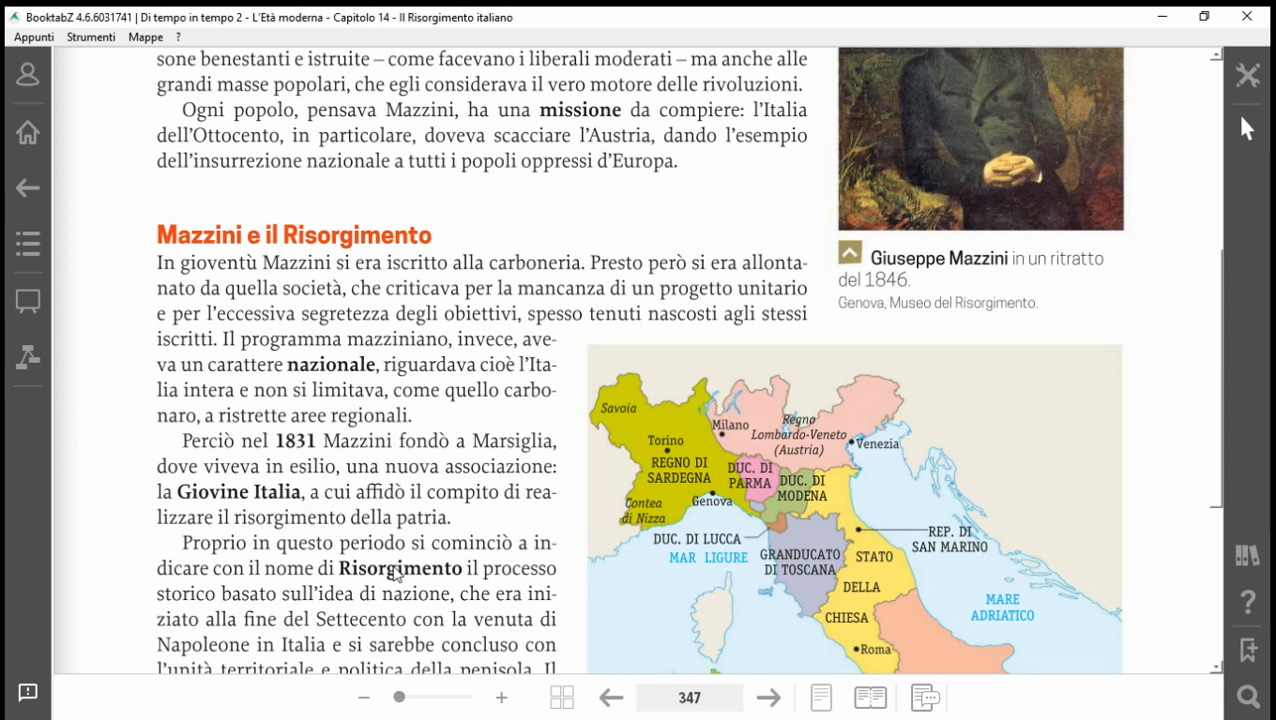 BooktabZ 4.6.6031741 | Di tempo in tempo 2 - L'Età moderna - Capitolo 14 - Il Risorgimento italiano
Appunti Strumenti Mappe ?
sone benestanti e istruite – come facevano i liberali moderati – ma anche alle
grandi masse popolari, che egli considerava il vero motore delle rivoluzioni.
Ogni popolo, pensava Mazzini, ha una missione da compiere: l'Italia
dell'Ottocento, in particolare, doveva scacciare l'Austria, dando l'esempio
dell'insurrezione nazionale a tutti i popoli oppressi d'Europa.
Mazzini e il Risorgimento
In gioventù Mazzini si era iscritto alla carboneria. Presto però si era allonta-
nato da quella società, che criticava per la mancanza di un progetto unitario
e per l'eccessiva segretezza degli obiettivi, spesso tenuti nascosti agli stessi
iscritti. Il programma mazziniano, invece, ave-
va un carattere nazionale, riguardava cioè l'Ita-
lia intera e non si limitava, come quello carbo-
naro, a ristrette aree regionali.
Perciò nel 1831 Mazzini fondò a Marsiglia,
dove viveva in esilio, una nuova associazione:
la Giovine Italia, a cui affidò il compito di rea-
lizzare il risorgimento della patria.
Proprio in questo periodo si cominciò a in-
dicare con il nome di Risorgimento il processo
storico basato sull'idea di nazione, che era ini-
ziato alla fine del Settecento con la venuta di
Napoleone in Italia e si sarebbe concluso con
l'unità territoriale e politica della penisola. Il
Giuseppe Mazzini in un ritratto
del 1846.
Genova, Museo del Risorgimento.
Savoia
Milano
Regno
Lombardo-Veneto
(Austria)
Venezia
Torino
REGNO DI
SARDEGNA
DUC. DI
PARMA
DUC. DI
MODENA
Contea
di Nizza
Genova
DUC. DI LUCCA
MAR LIGURE
GRANDUCATO
DI TOSCANA
REP. DI
SAN MARINO
STATO
DELLA
CHIESA
MARE
ADRIATICO
Roma
347